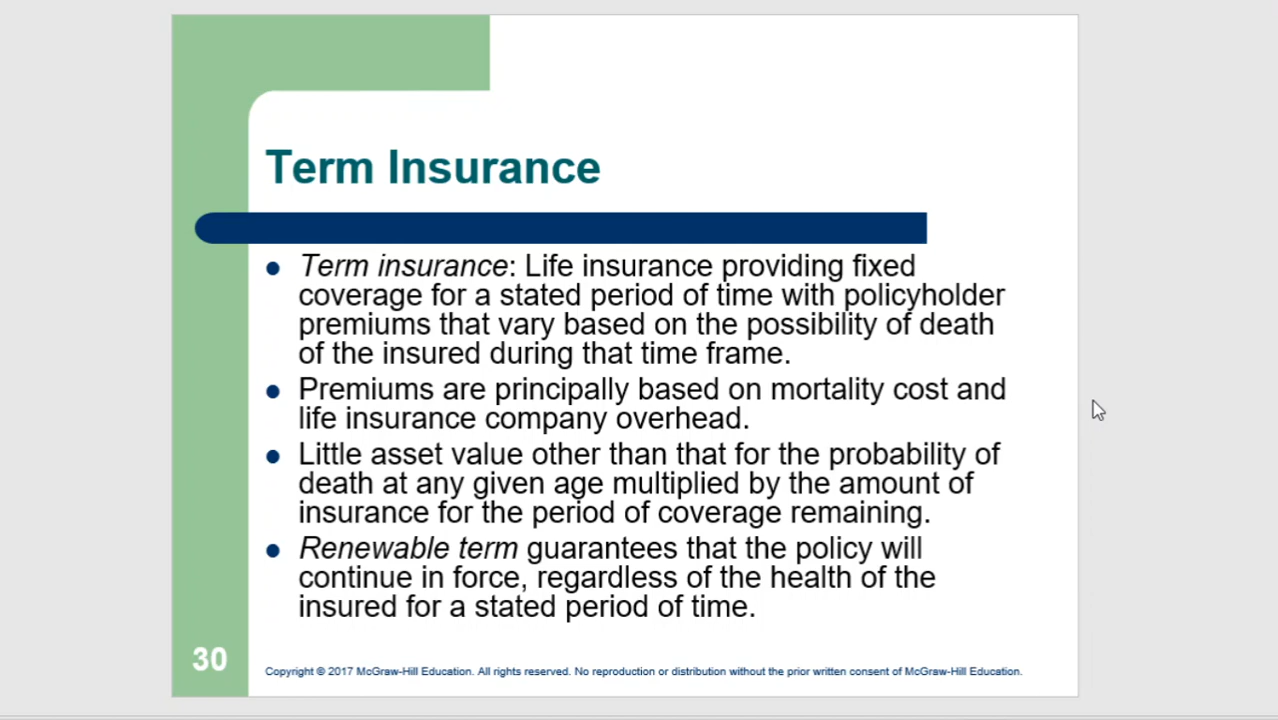 Term Insurance
Term insurance: Life insurance providing fixed
coverage for a stated period of time with policyholder
premiums that vary based on the possibility of death
of the insured during that time frame.
Premiums are principally based on mortality cost and
life insurance company overhead.
Little asset value other than that for the probability of
death at any given age multiplied by the amount of
insurance for the period of coverage remaining.
Renewable term guarantees that the policy will
continue in force, regardless of the health of the
insured for a stated period of time.
30
Copyright © 2017 McGraw-Hill Education. All rights reserved. No reproduction or distribution without the prior written consent of McGraw-Hill Education.